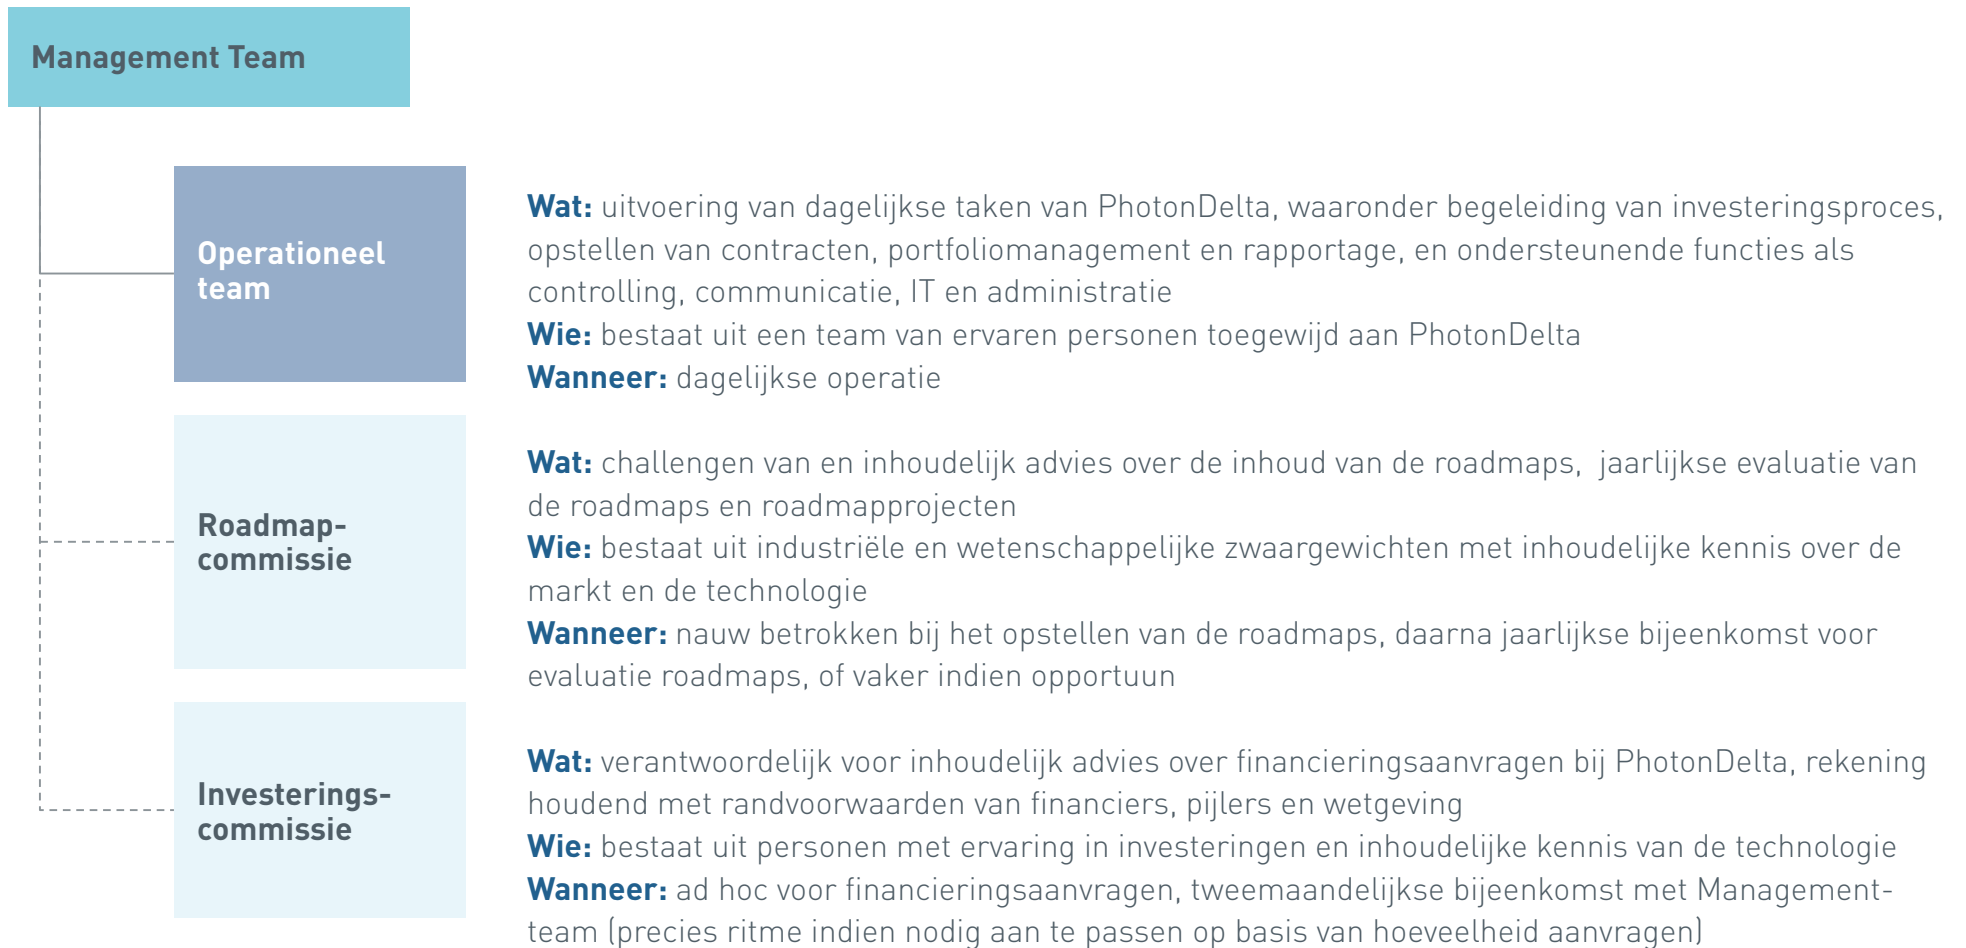 Management Team
Operationeel
team
Wat: uitvoering van dagelijkse taken van PhotonDelta, waaronder begeleiding van investeringsproces,
opstellen van contracten, portfoliomanagement en rapportage, en ondersteunende functies als
controlling, communicatie, IT en administratie
Wie: bestaat uit een team van ervaren personen toegewijd aan PhotonDelta
Wanneer: dagelijkse operatie
Roadmap-
commissie
Wat: challengen van en inhoudelijk advies over de inhoud van de roadmaps, jaarlijkse evaluatie van
de roadmaps en roadmapprojecten
Wie: bestaat uit industriële en wetenschappelijke zwaargewichten met inhoudelijke kennis over de
markt en de technologie
Wanneer: nauw betrokken bij het opstellen van de roadmaps, daarna jaarlijkse bijeenkomst voor
evaluatie roadmaps, of vaker indien opportuun
Investerings-
commissie
Wat: verantwoordelijk voor inhoudelijk advies over financieringsaanvragen bij PhotonDelta, rekening
houdend met randvoorwaarden van financiers, pijlers en wetgeving
Wie: bestaat uit personen met ervaring in investeringen en inhoudelijke kennis van de technologie
Wanneer: ad hoc voor financieringsaanvragen, tweemaandelijkse bijeenkomst met Management-
team (precies ritme indien nodig aan te passen op basis van hoeveelheid aanvragen)